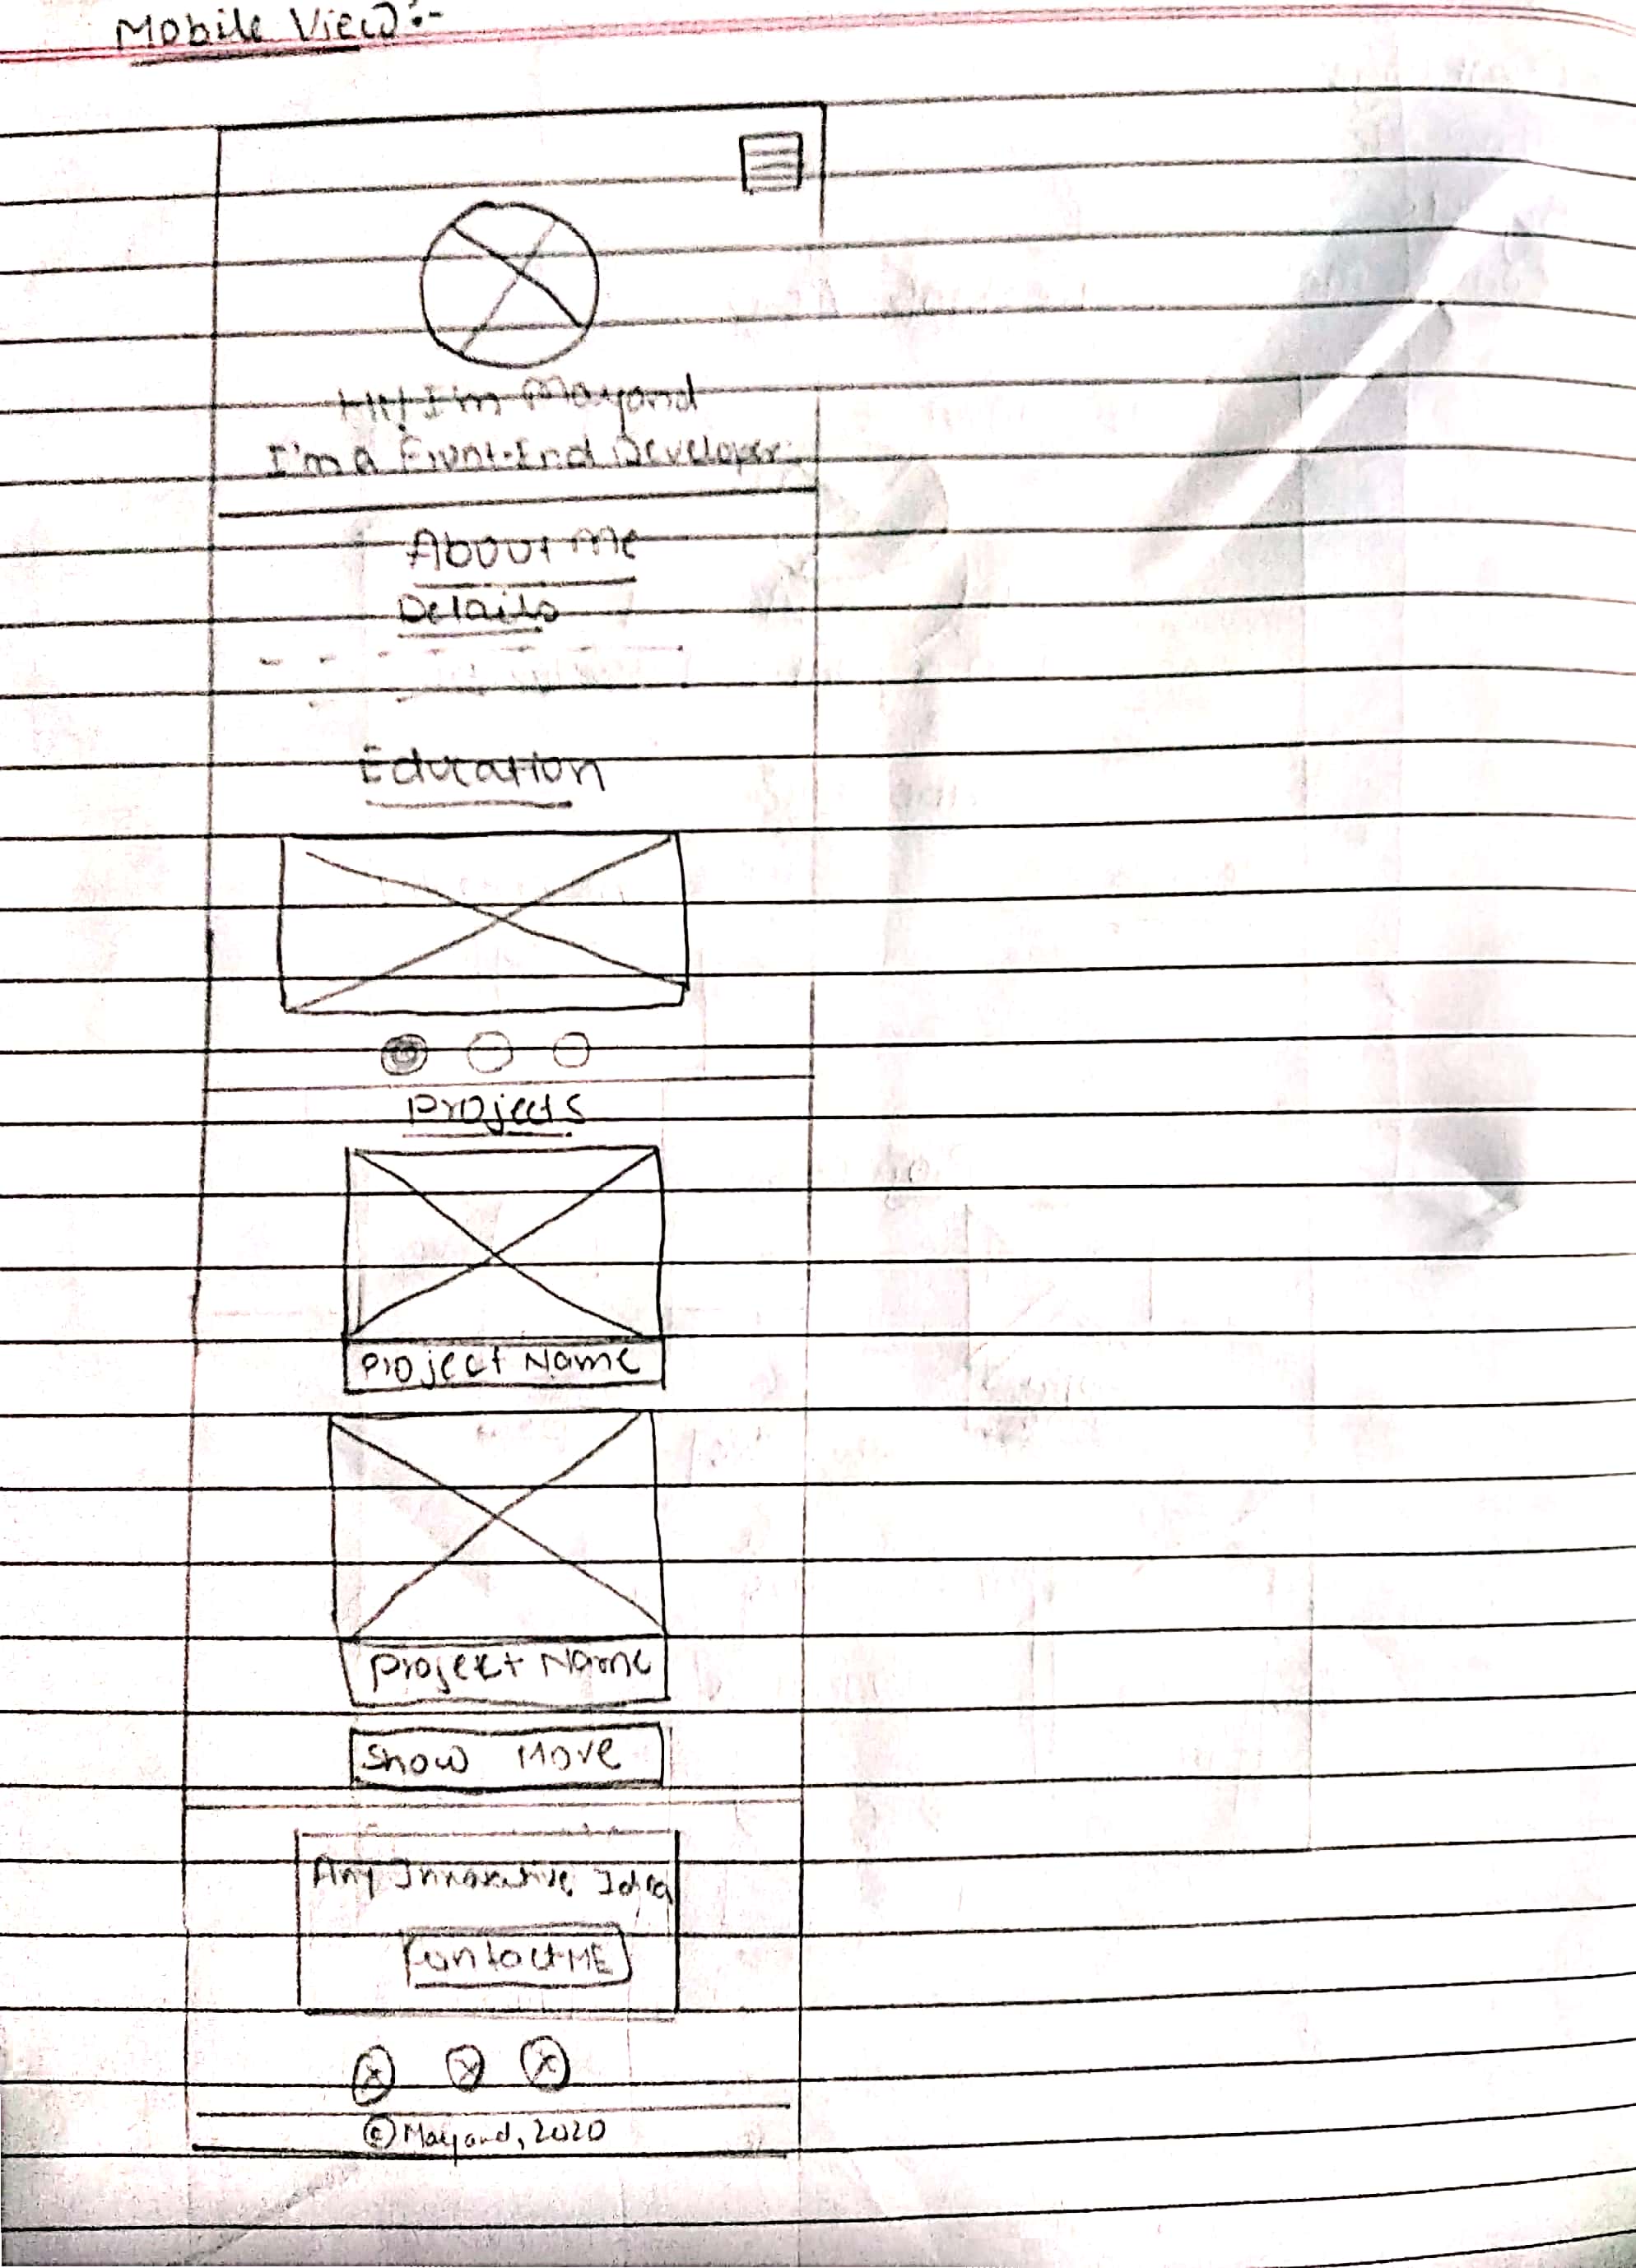 Mobile View:-
Hi! I'm Mayand
I'm a Front-End Developer
About me
Details
Education
Projects
Project Name
Project Name
Show More
Any Innovative Idea
Contact ME
© Mayand, 2020